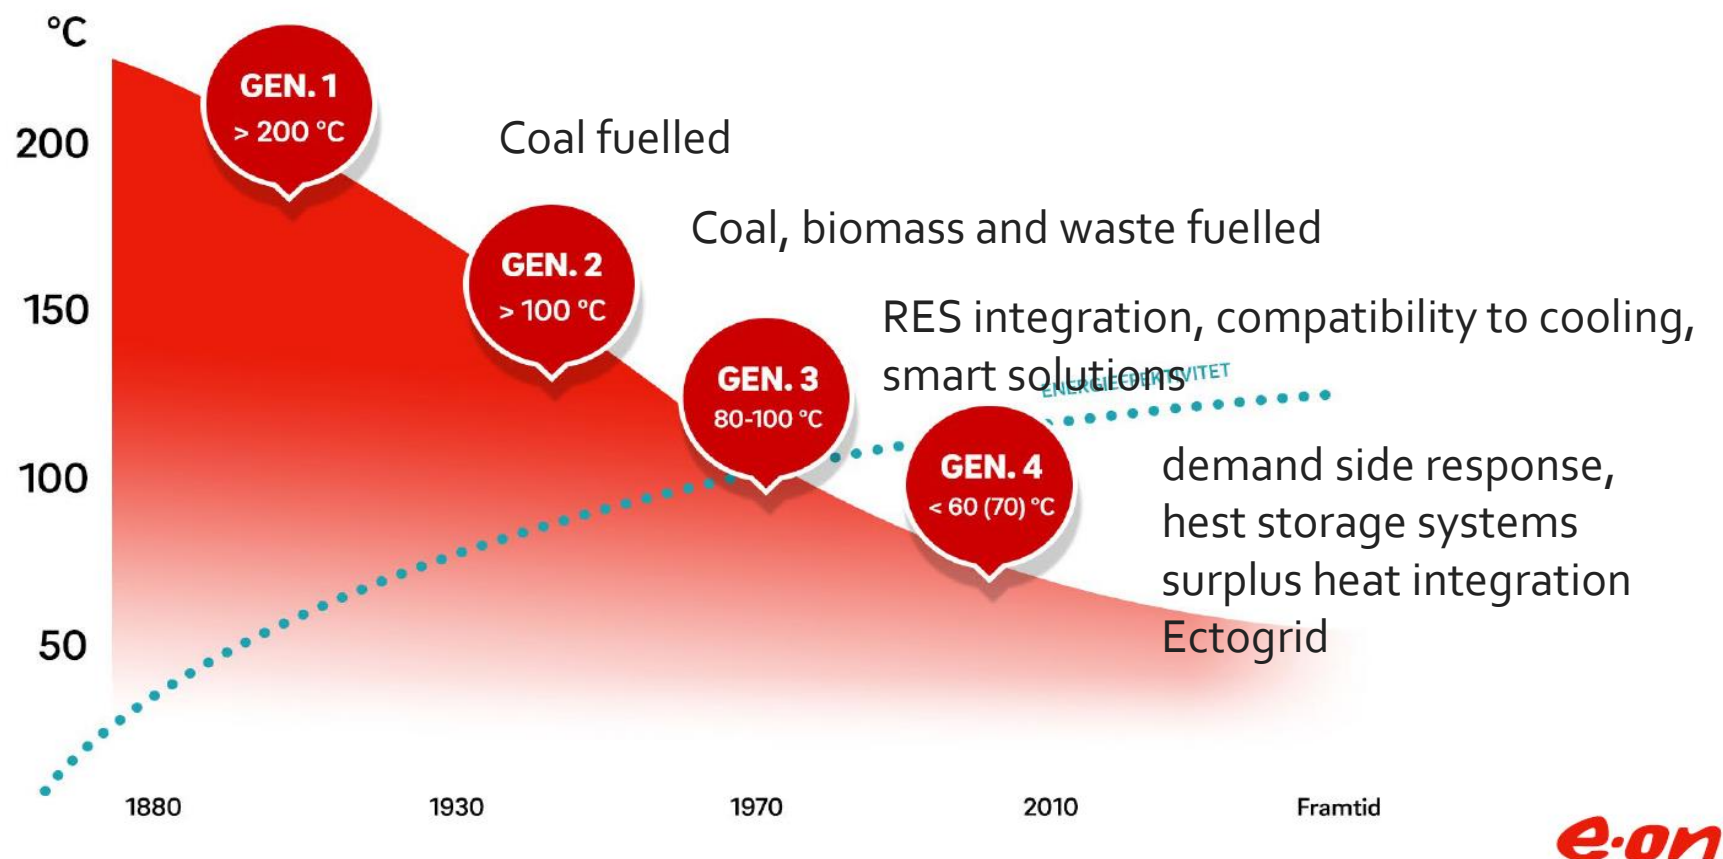 °C
200
150
100
50
GEN. 1
> 200 °C
Coal fuelled
GEN. 2
> 100 °C
Coal, biomass and waste fuelled
GEN. 3
80-100 °C
RES integration, compatibility to cooling,
smart solutions
ENERGIEFFEKTIVITET
GEN. 4
< 60 (70) °C
demand side response,
hest storage systems
surplus heat integration
Ectogrid
1880
1930
1970
2010
Framtid
e·on